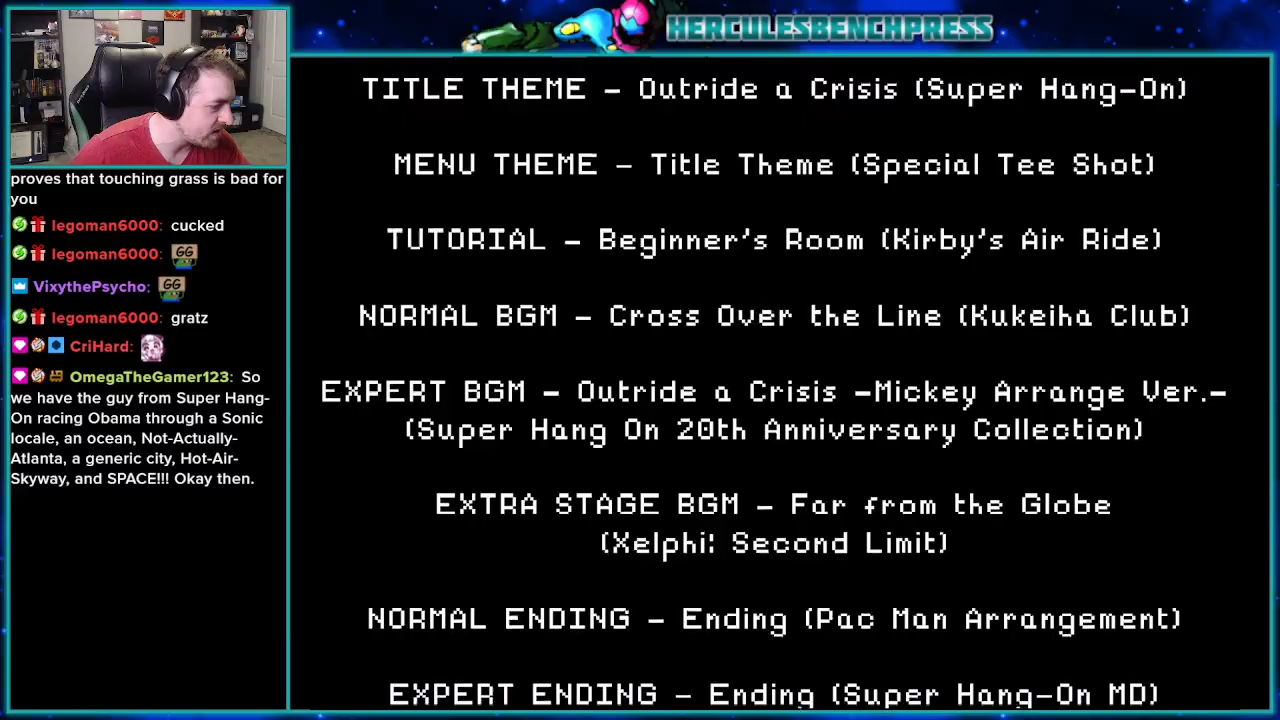 HERCULESBENCHPRESS
proves that touching grass is bad for
you
legoman6000: cucked
legoman6000: GG
VixythePsycho: GG
legoman6000: gratz
CriHard:
OmegaTheGamer123: So
we have the guy from Super Hang-
On racing Obama through a Sonic
locale, an ocean, Not-Actually-
Atlanta, a generic city, Hot-Air-
Skyway, and SPACE!!! Okay then.
TITLE THEME - Outride a Crisis (Super Hang-On)
MENU THEME - Title Theme (Special Tee Shot)
TUTORIAL - Beginner's Room (Kirby's Air Ride)
NORMAL BGM - Cross Over the Line (Kukeiha Club)
EXPERT BGM - Outride a Crisis -Mickey Arrange Ver.-
(Super Hang On 20th Anniversary Collection)
EXTRA STAGE BGM - Far from the Globe
(Xelphi: Second Limit)
NORMAL ENDING - Ending (Pac Man Arrangement)
EXPERT ENDING - Ending (Super Hang-On MD)